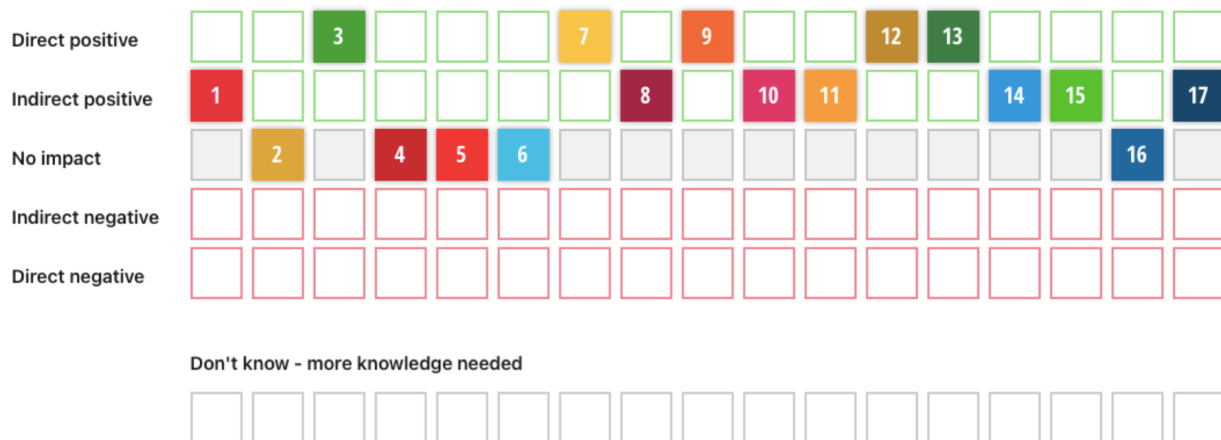 Direct positive 3 7 9 12 13
Indirect positive 1 8 10 11 14 15 17
No impact 2 4 5 6 16
Indirect negative
Direct negative
Don't know - more knowledge needed